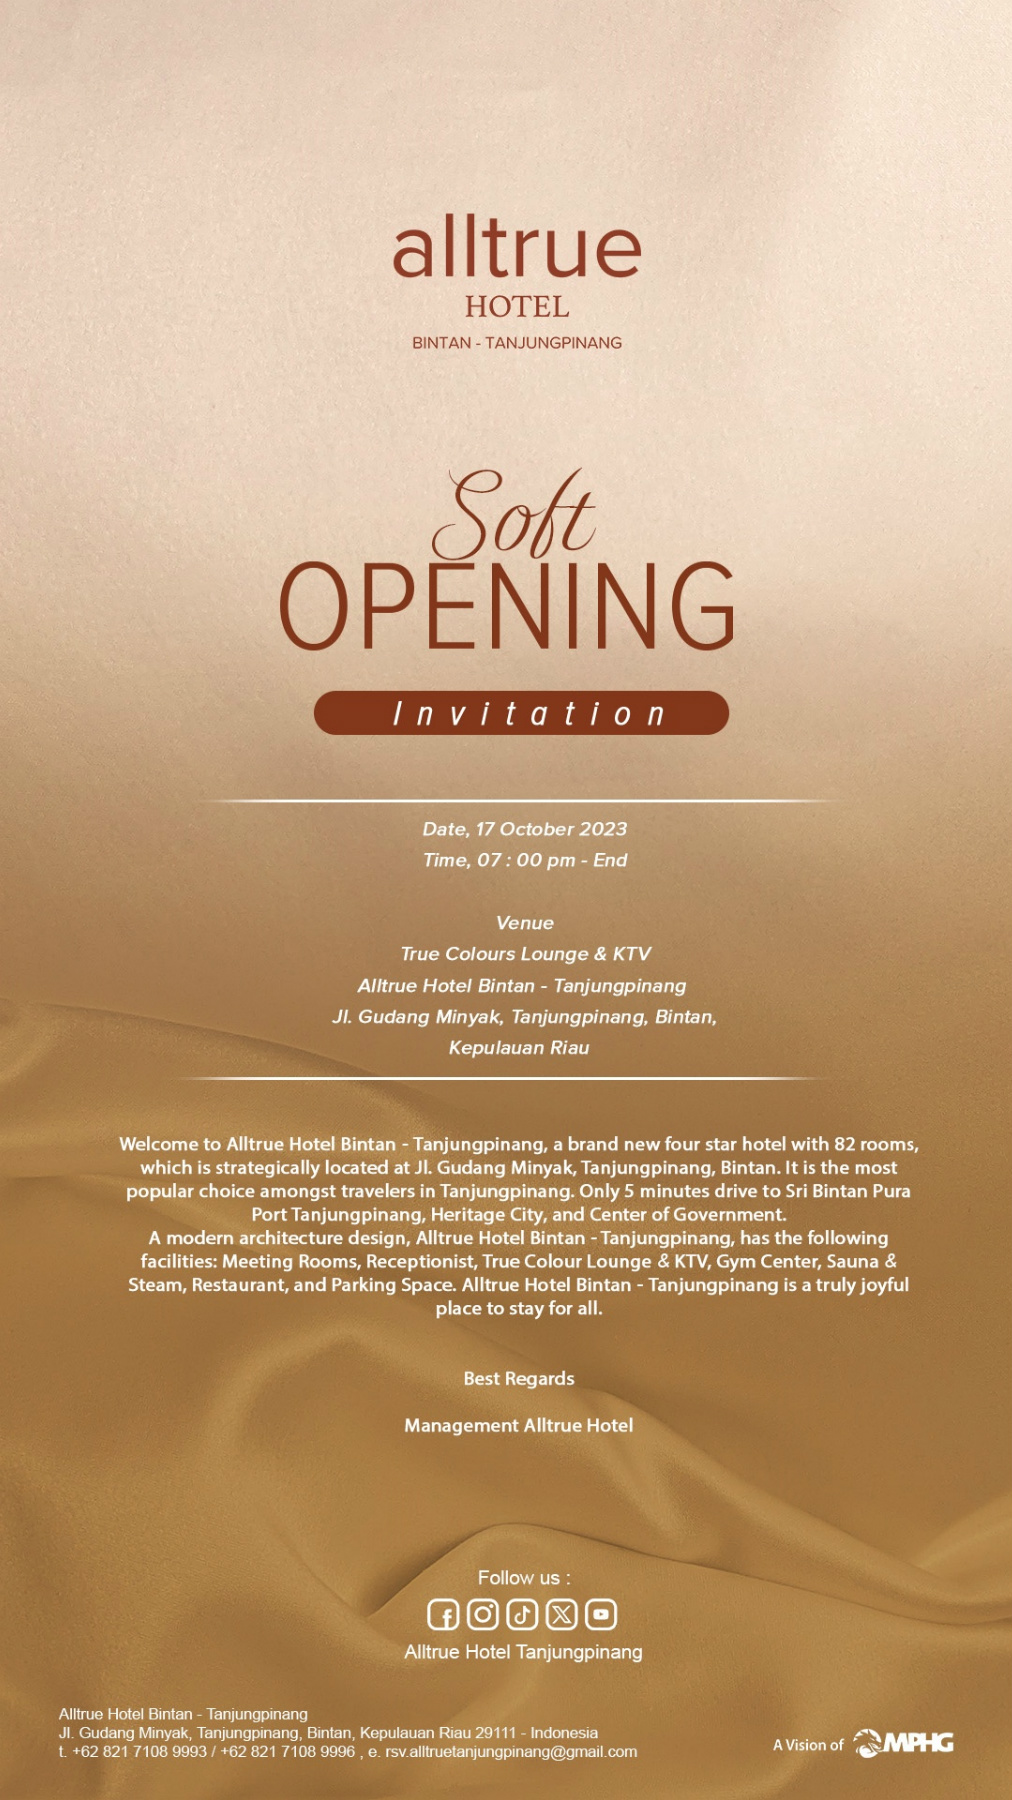 alltrue
HOTEL
BINTAN - TANJUNGPINANG
Soft
OPENING
Invitation
Date, 17 October 2023
Time, 07 : 00 pm - End
Venue
True Colours Lounge & KTV
Alltrue Hotel Bintan - Tanjungpinang
Jl. Gudang Minyak, Tanjungpinang, Bintan,
Kepulauan Riau
Welcome to Alltrue Hotel Bintan - Tanjungpinang, a brand new four star hotel with 82 rooms,
which is strategically located at Jl. Gudang Minyak, Tanjungpinang, Bintan. It is the most
popular choice amongst travelers in Tanjungpinang. Only 5 minutes drive to Sri Bintan Pura
Port Tanjungpinang, Heritage City, and Center of Government.
A modern architecture design, Alltrue Hotel Bintan - Tanjungpinang, has the following
facilities: Meeting Rooms, Receptionist, True Colour Lounge & KTV, Gym Center, Sauna &
Steam, Restaurant, and Parking Space. Alltrue Hotel Bintan - Tanjungpinang is a truly joyful
place to stay for all.
Best Regards
Management Alltrue Hotel
Follow us :
Alltrue Hotel Tanjungpinang
Alltrue Hotel Bintan - Tanjungpinang
Jl. Gudang Minyak, Tanjungpinang, Bintan, Kepulauan Riau 29111 - Indonesia
t. +62 821 7108 9993 / +62 821 7108 9996 , e. rsv.alltruetanjungpinang@gmail.com
A Vision of MPHG